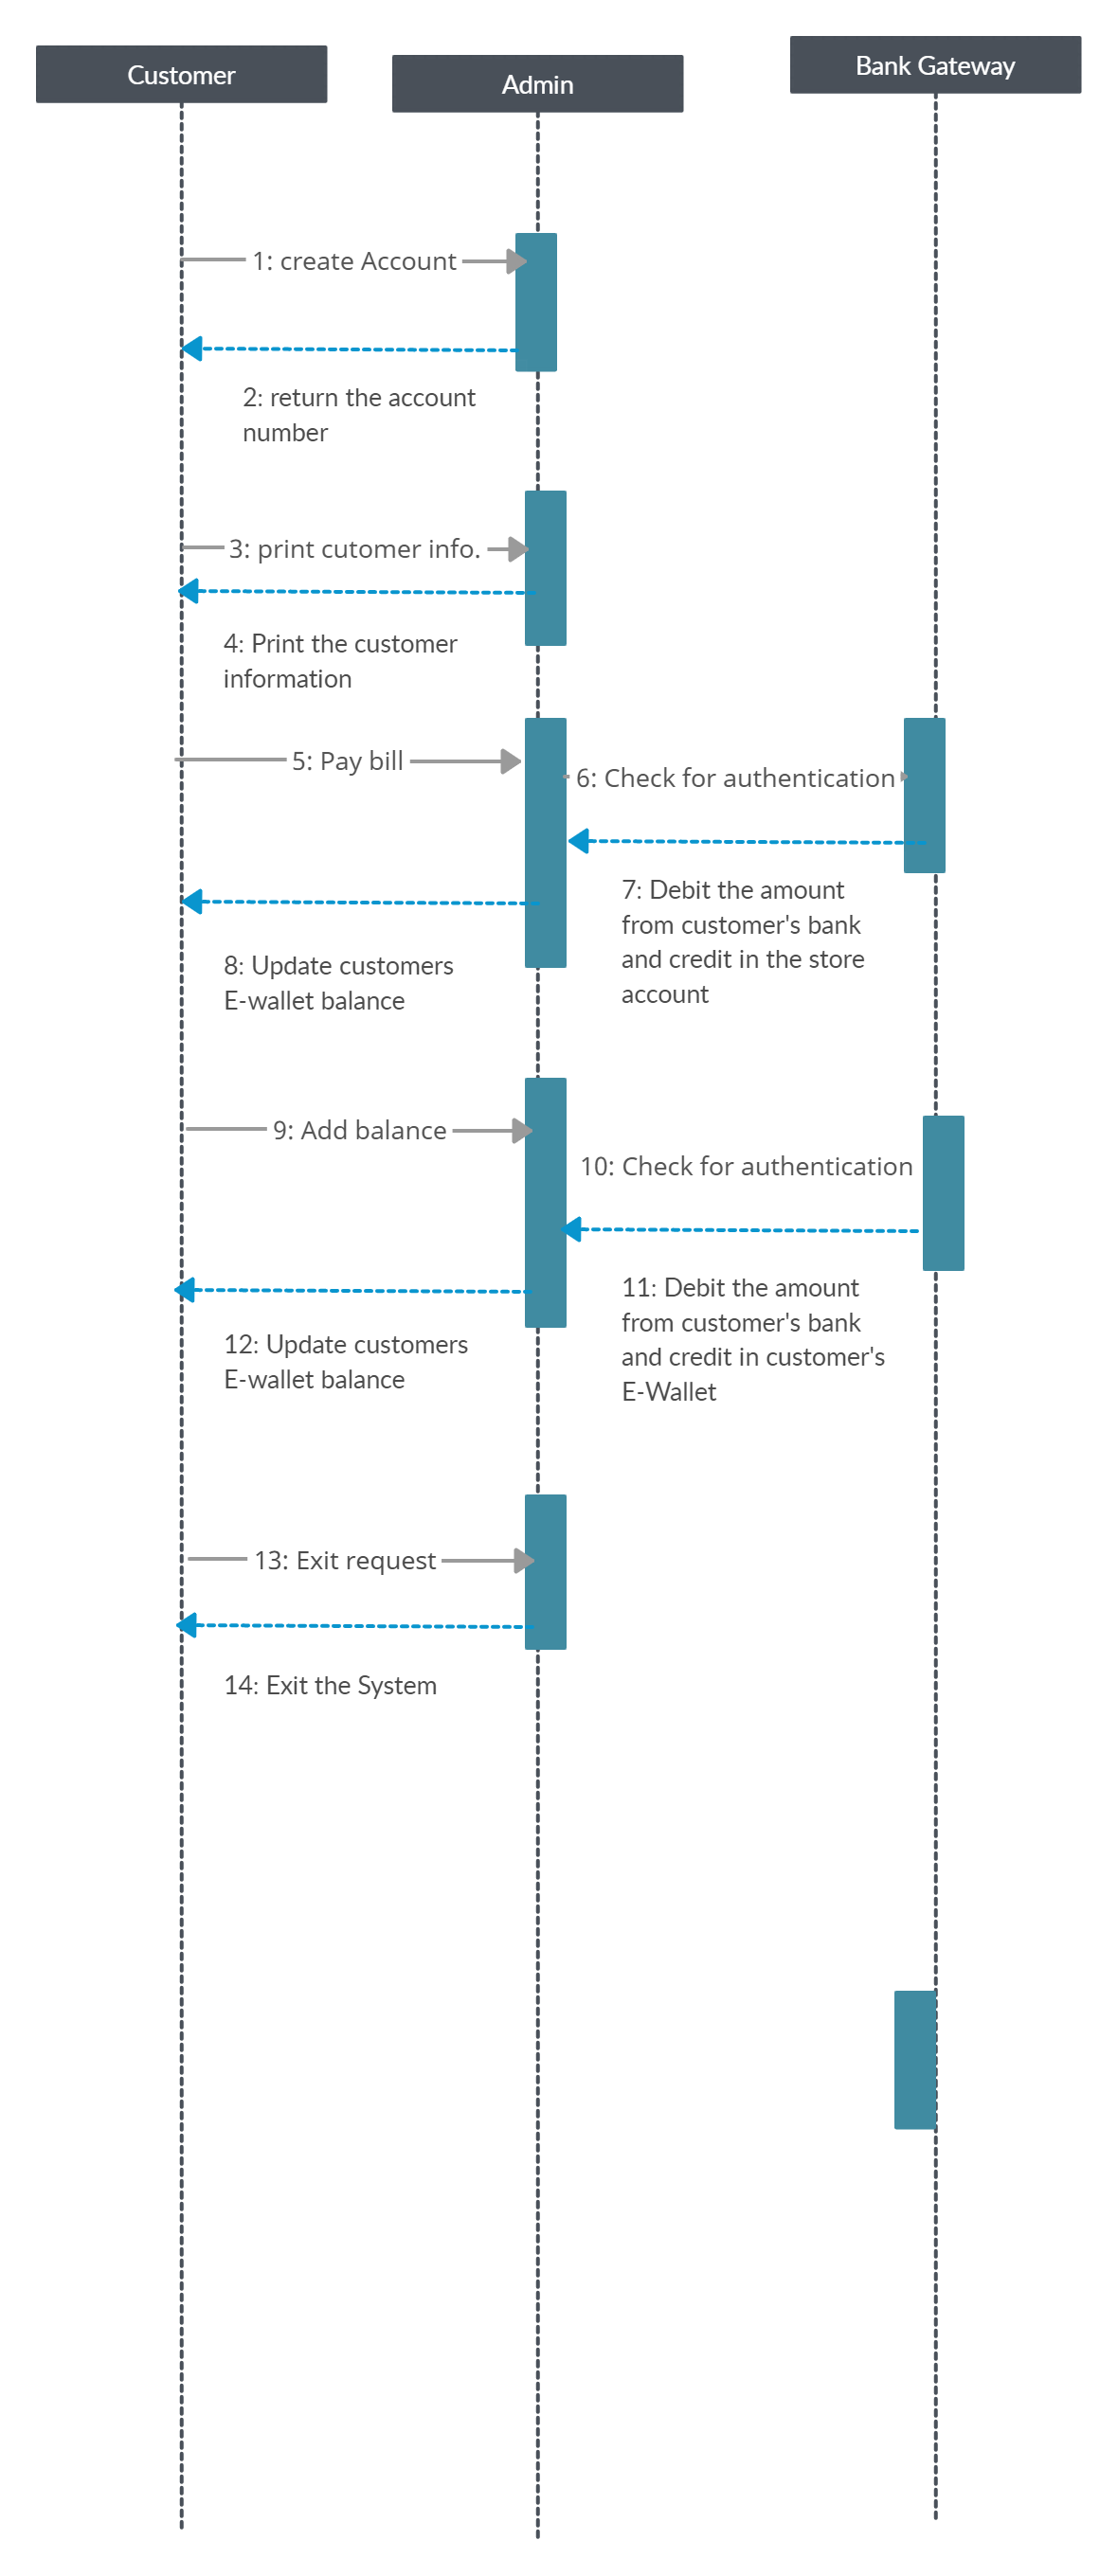 Customer
Admin
Bank Gateway
1: create Account
2: return the account
number
3: print cutomer info.
4: Print the customer
information
5: Pay bill
6: Check for authentication
7: Debit the amount
from customer's bank
and credit in the store
account
8: Update customers
E-wallet balance
9: Add balance
10: Check for authentication
11: Debit the amount
from customer's bank
and credit in customer's
E-Wallet
12: Update customers
E-wallet balance
13: Exit request
14: Exit the System